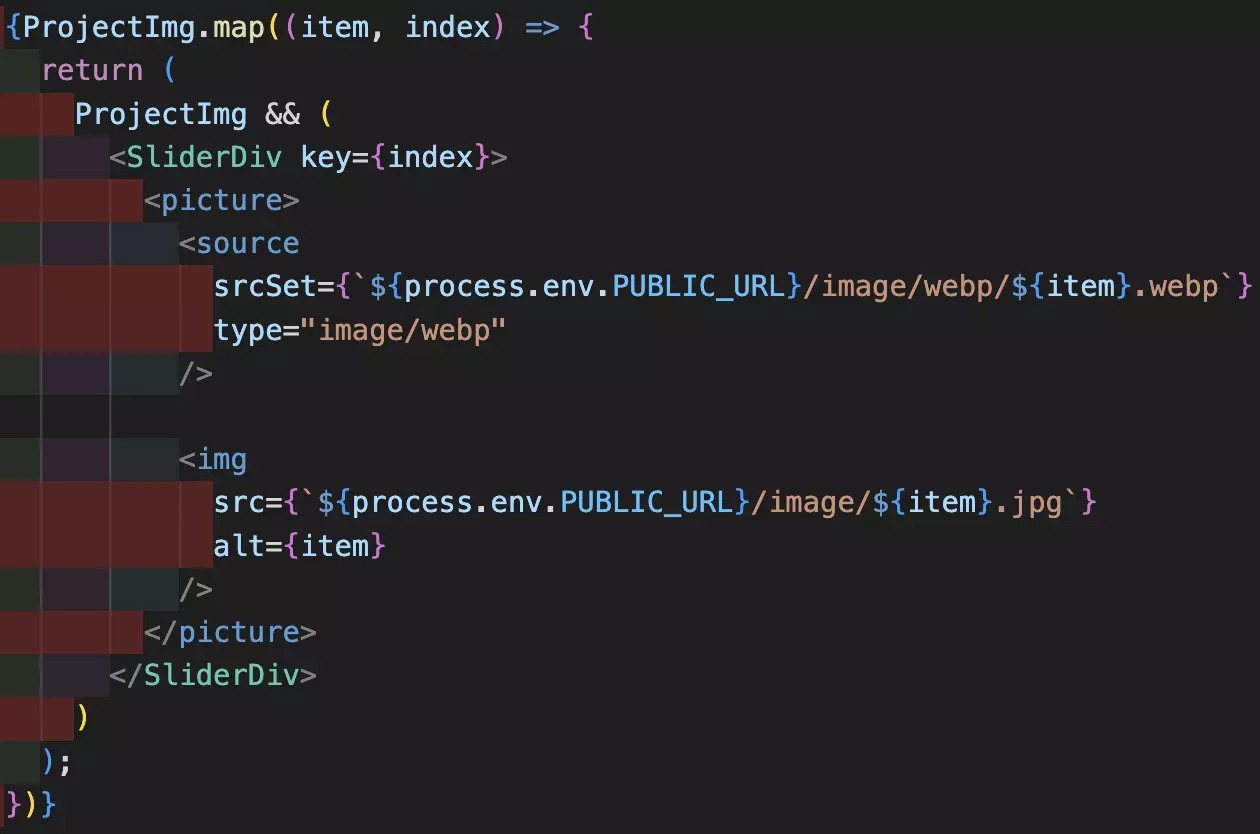 {ProjectImg.map((item, index) => {
  return (
    ProjectImg && (
      <SliderDiv key={index}>
        <picture>
          <source
            srcSet={`${process.env.PUBLIC_URL}/image/webp/${item}.webp`}
            type="image/webp"
          />

          <img
            src={`${process.env.PUBLIC_URL}/image/${item}.jpg`}
            alt={item}
          />
        </picture>
      </SliderDiv>
    )
  );
})}